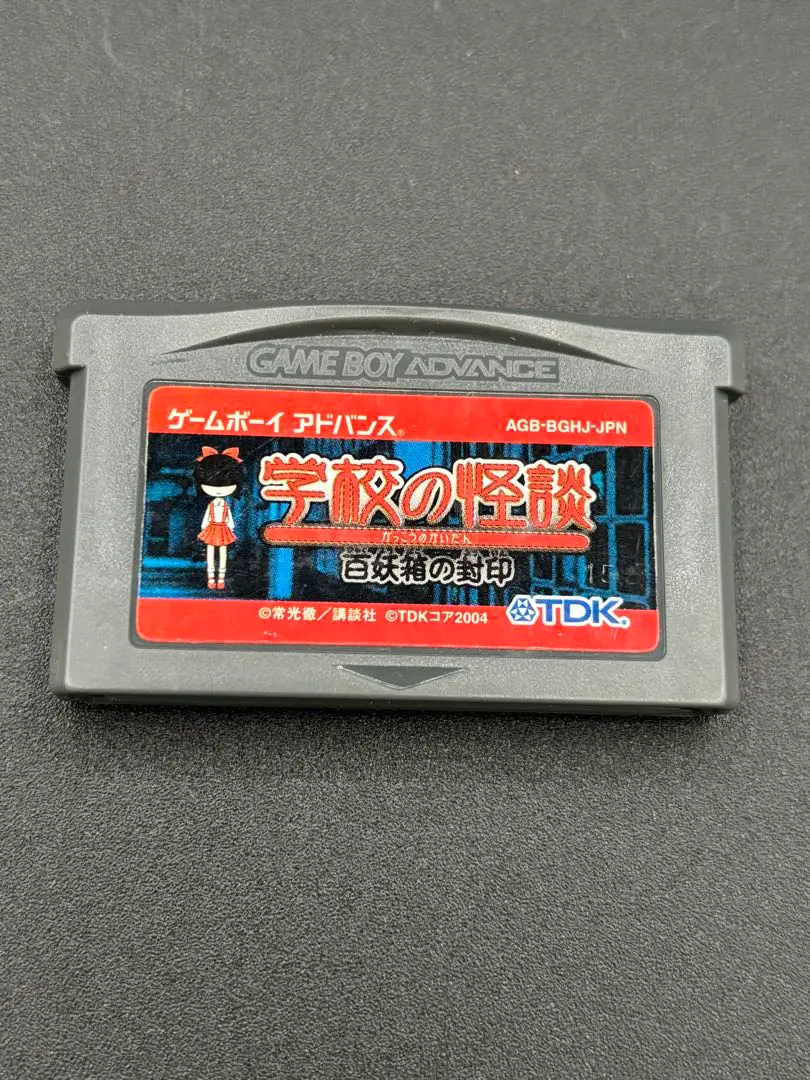 GAME BOY ADVANCE
ゲームボーイ アドバンス®
AGB-BGHJ-JPN
学校の怪談
がっこうのかいだん
百妖箱の封印
©常光徹/講談社 ©TDKコア2004
TDK®